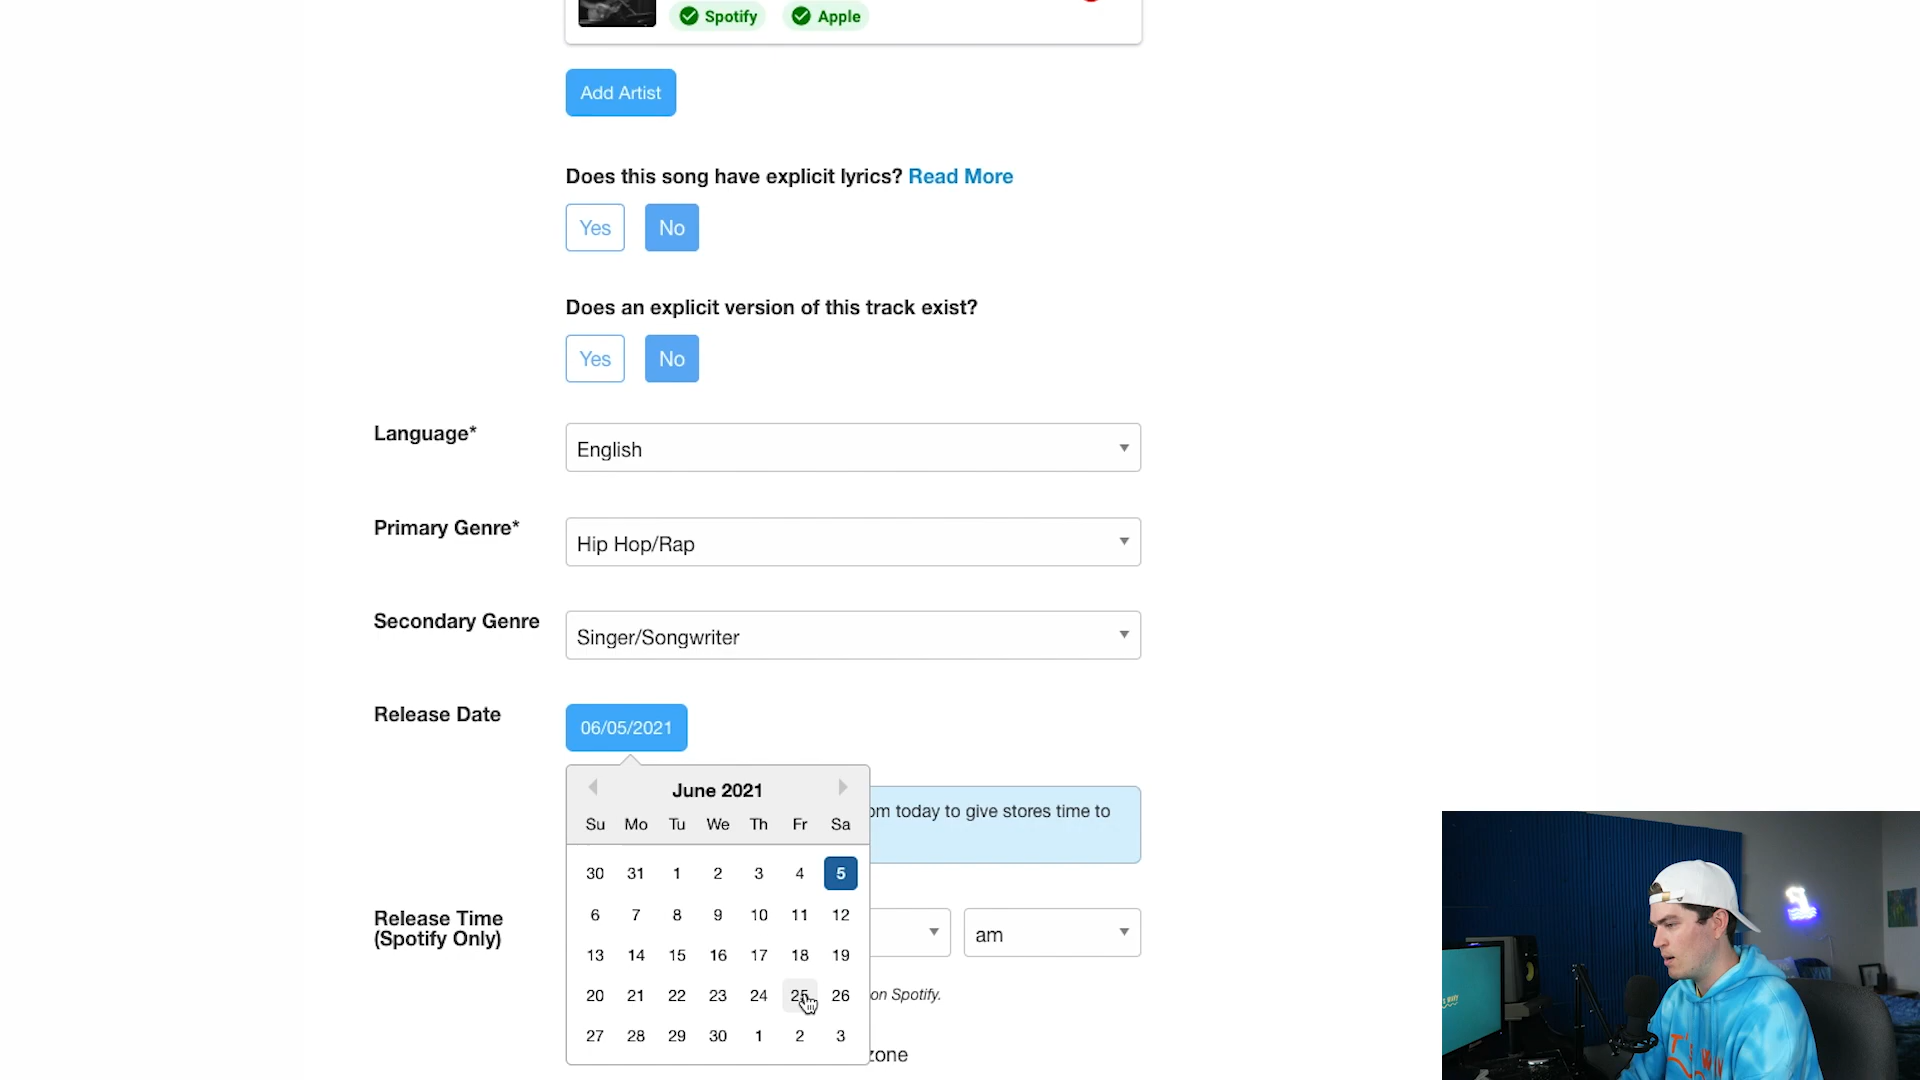 Spotify Apple
Add Artist
Does this song have explicit lyrics? Read More
Yes No
Does an explicit version of this track exist?
Yes No
Language* English
Primary Genre* Hip Hop/Rap
Secondary Genre Singer/Songwriter
Release Date 06/05/2021
June 2021
om today to give stores time to
Su Mo Tu We Th Fr Sa
30 31 1 2 3 4 5
6 7 8 9 10 11 12
Release Time
(Spotify Only)
am
13 14 15 16 17 18 19
20 21 22 23 24 25 26
on Spotify.
27 28 29 30 1 2 3
zone